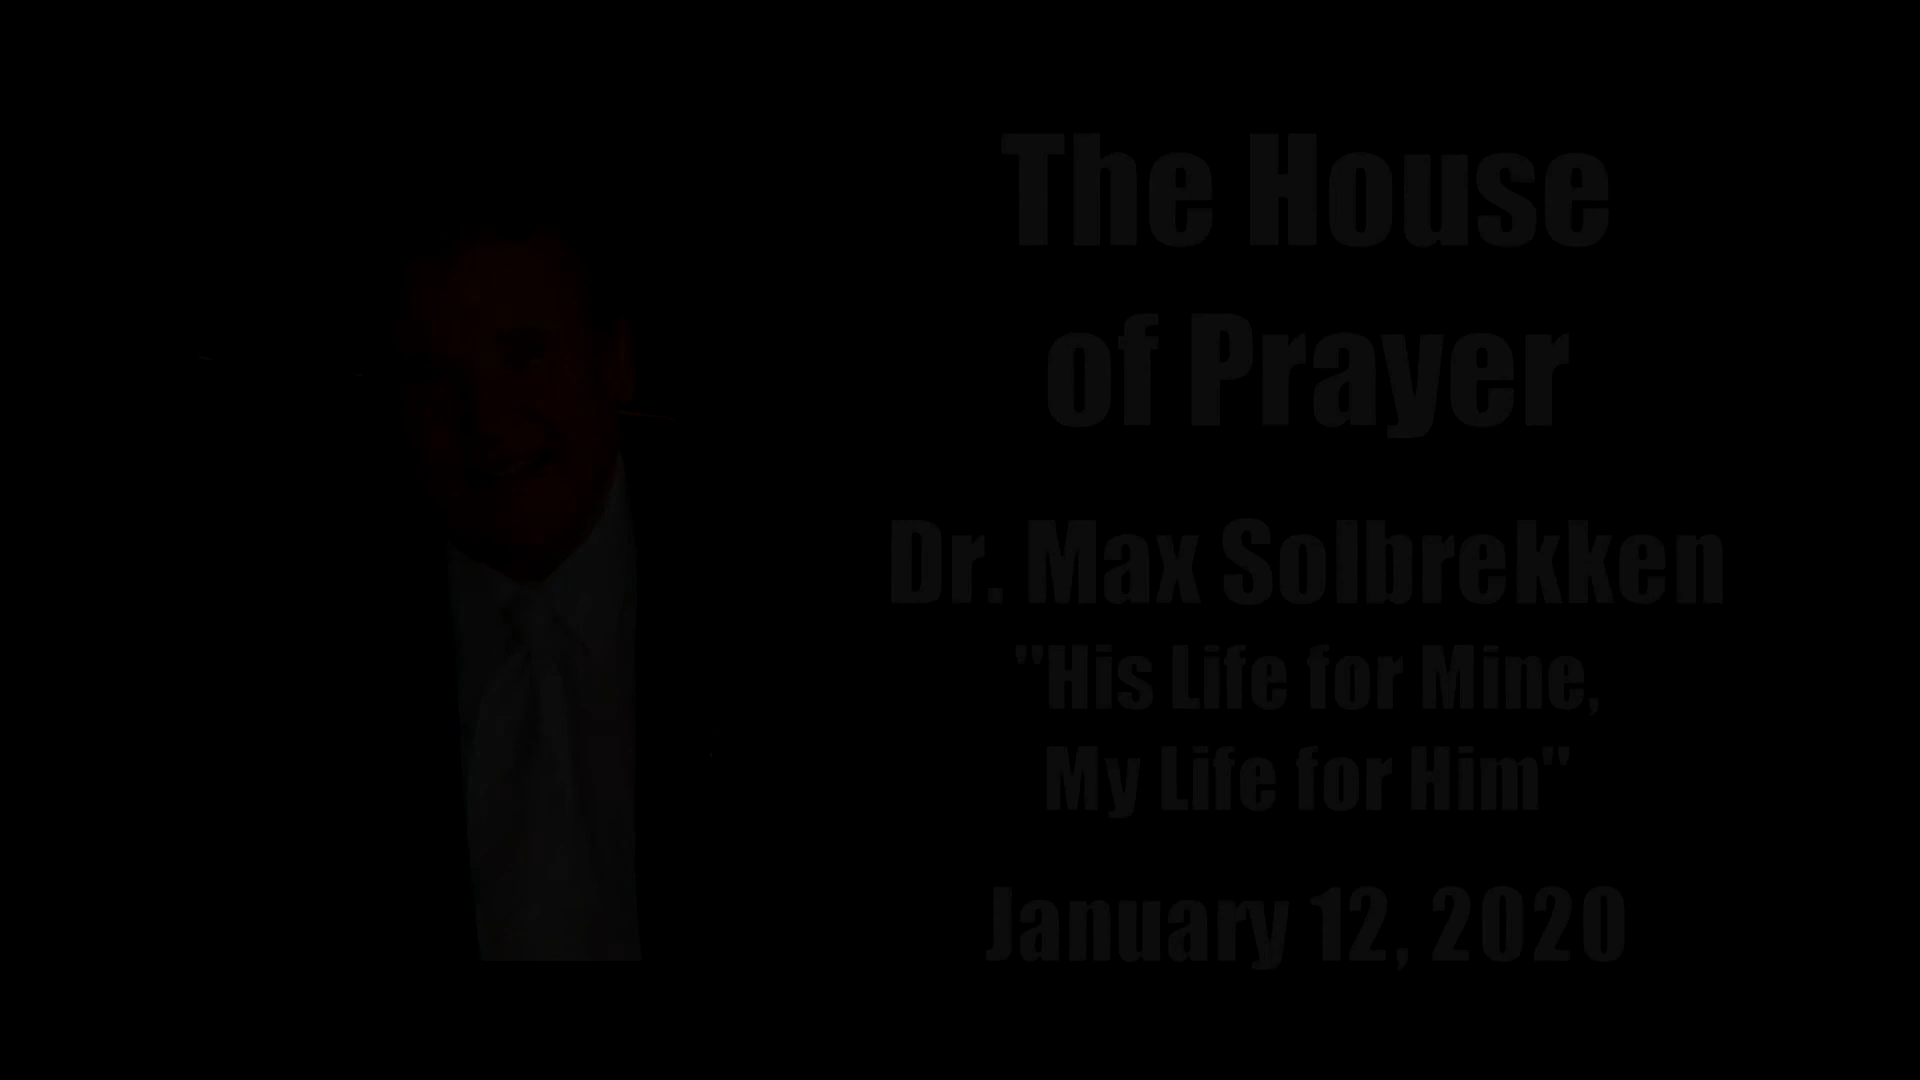 The House
of Prayer
Dr. Max Solbrekken
"His Life for Mine,
My Life for Him"
January 12, 2020